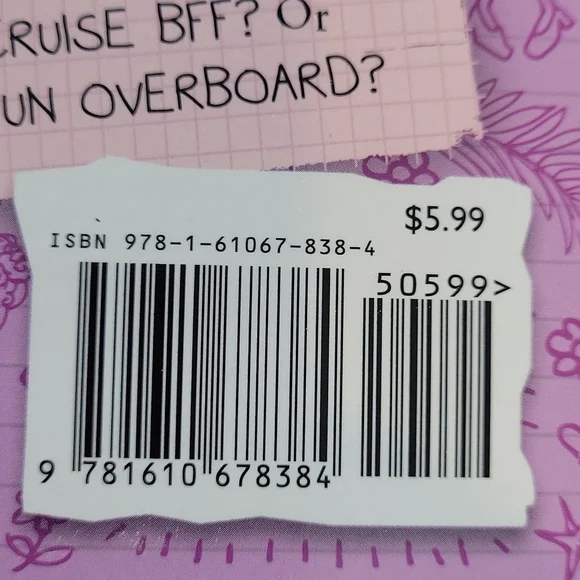 CRUISE BFF? Or
UN OVERBOARD?
$5.99
ISBN 978-1-61067-838-4
50599>
9 781610 678384